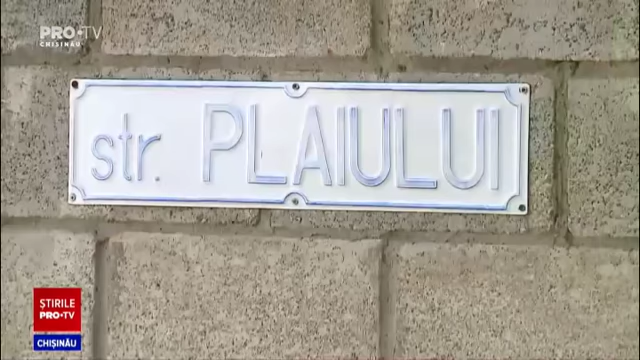 PRO•TV
CHIȘINĂU
str. PLAIULUI
ȘTIRILE
PRO•TV
CHIȘINĂU